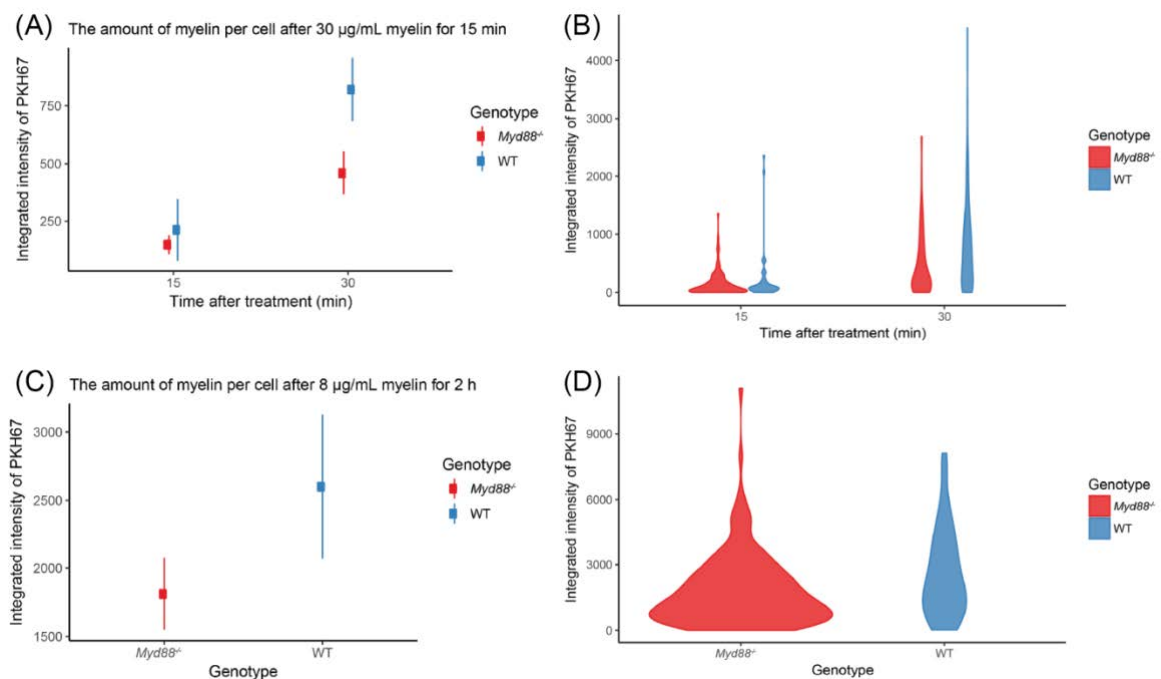 (A)
The amount of myelin per cell after 30 µg/mL myelin for 15 min
Integrated intensity of PKH67
750
500
250
15
30
Time after treatment (min)
Genotype
Myd88-/-
WT
(B)
Integrated intensity of PKH67
4000
3000
2000
1000
0
15
30
Time after treatment (min)
Genotype
Myd88-/-
WT
(C)
The amount of myelin per cell after 8 µg/mL myelin for 2 h
Integrated intensity of PKH67
3000
2500
2000
1500
Myd88-/-
WT
Genotype
Genotype
Myd88-/-
WT
(D)
Integrated intensity of PKH67
9000
6000
3000
0
Myd88-/-
WT
Genotype
Genotype
Myd88-/-
WT